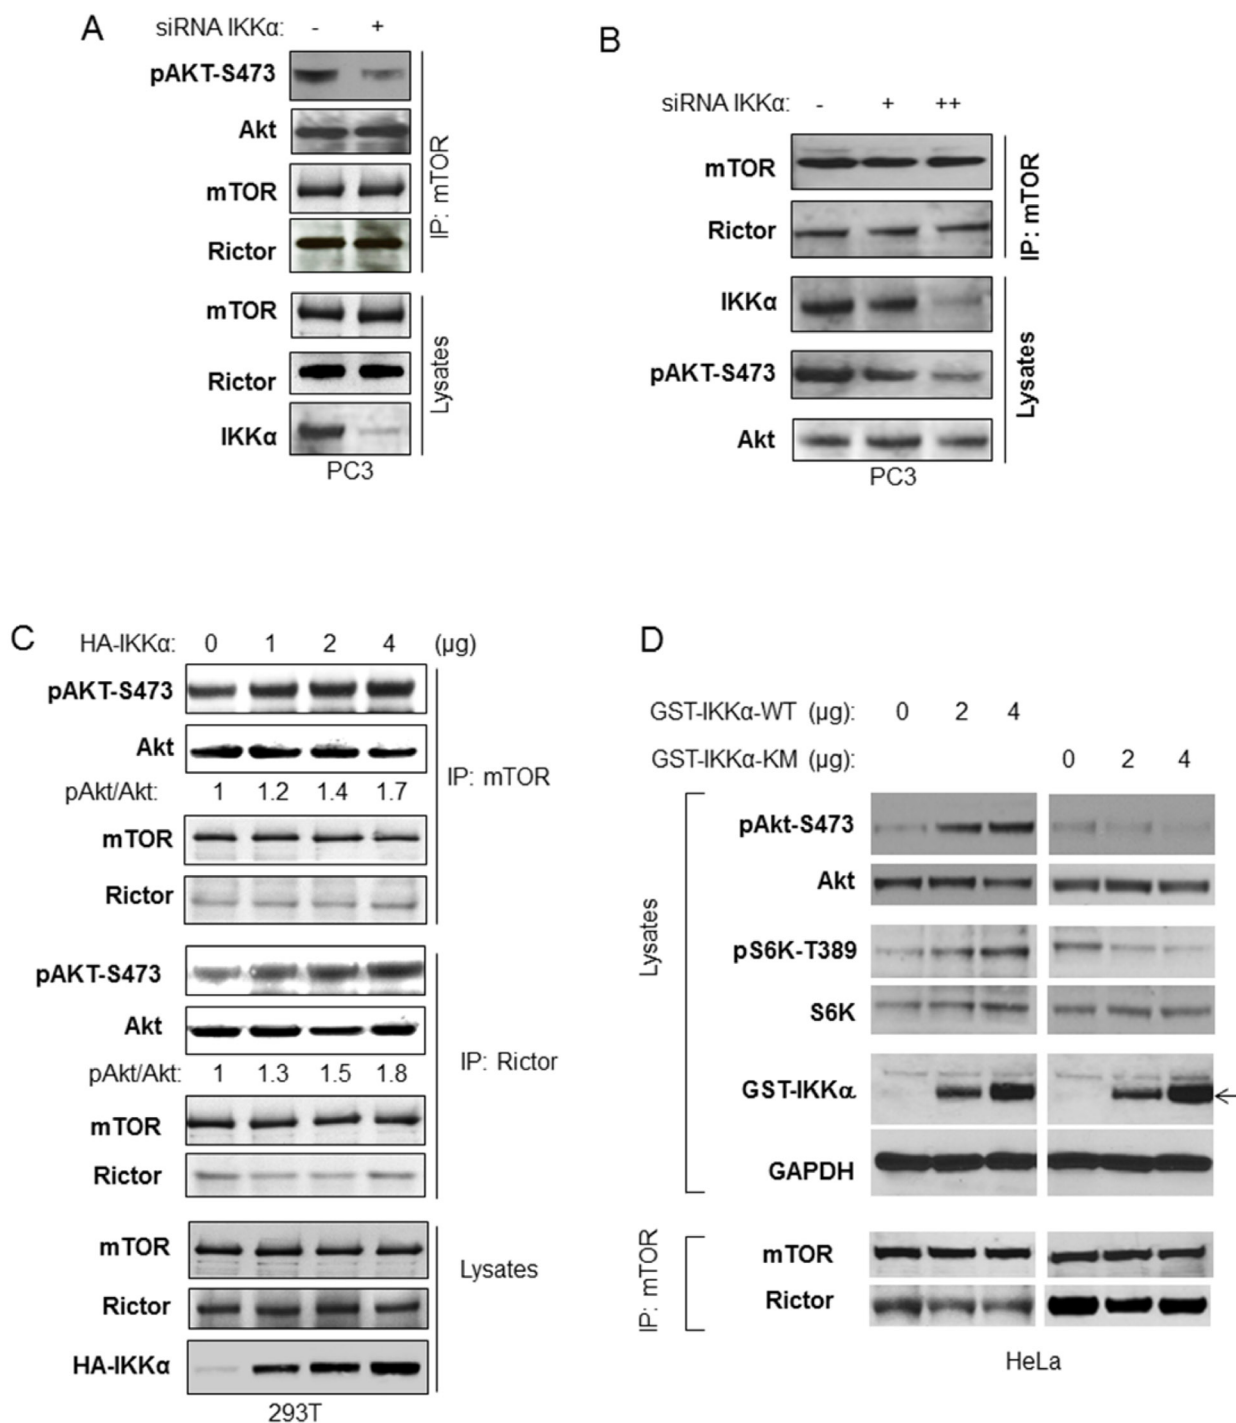 A
siRNA IKKα: - +
pAKT-S473
Akt
mTOR
Rictor
IP: mTOR
mTOR
Rictor
IKKα
Lysates
PC3
B
siRNA IKKα: - + ++
mTOR
Rictor
IP: mTOR
IKKα
pAKT-S473
Akt
Lysates
PC3
C
HA-IKKα: 0 1 2 4 (μg)
pAKT-S473
Akt
pAkt/Akt: 1 1.2 1.4 1.7
mTOR
Rictor
IP: mTOR
pAKT-S473
Akt
pAkt/Akt: 1 1.3 1.5 1.8
mTOR
Rictor
IP: Rictor
mTOR
Rictor
HA-IKKα
Lysates
293T
D
GST-IKKα-WT (μg): 0 2 4
GST-IKKα-KM (μg): 0 2 4
pAkt-S473
Akt
pS6K-T389
S6K
GST-IKKα
GAPDH
Lysates
mTOR
Rictor
IP: mTOR
HeLa